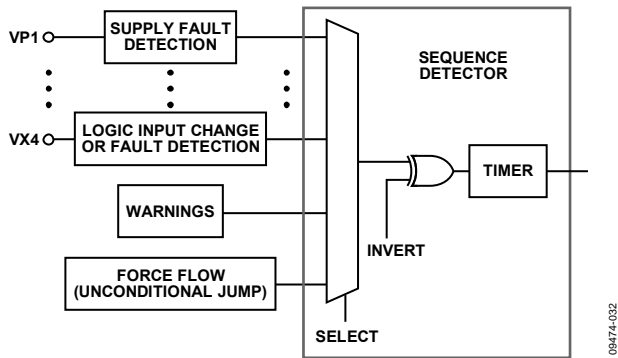 VP1
SUPPLY FAULT
DETECTION
SEQUENCE
DETECTOR
VX4
LOGIC INPUT CHANGE
OR FAULT DETECTION
TIMER
WARNINGS
INVERT
FORCE FLOW
(UNCONDITIONAL JUMP)
SELECT
09474-032